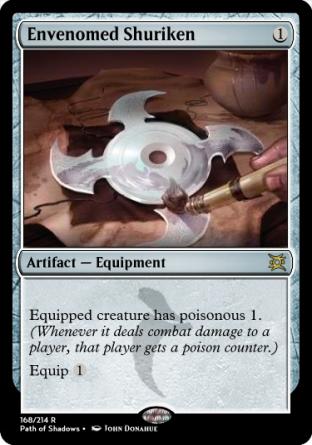 Envenomed Shuriken 1
Artifact — Equipment
Equipped creature has poisonous 1.
(Whenever it deals combat damage to a
player, that player gets a poison counter.)
Equip 1
168/214 R
Path of Shadows • John Donahue